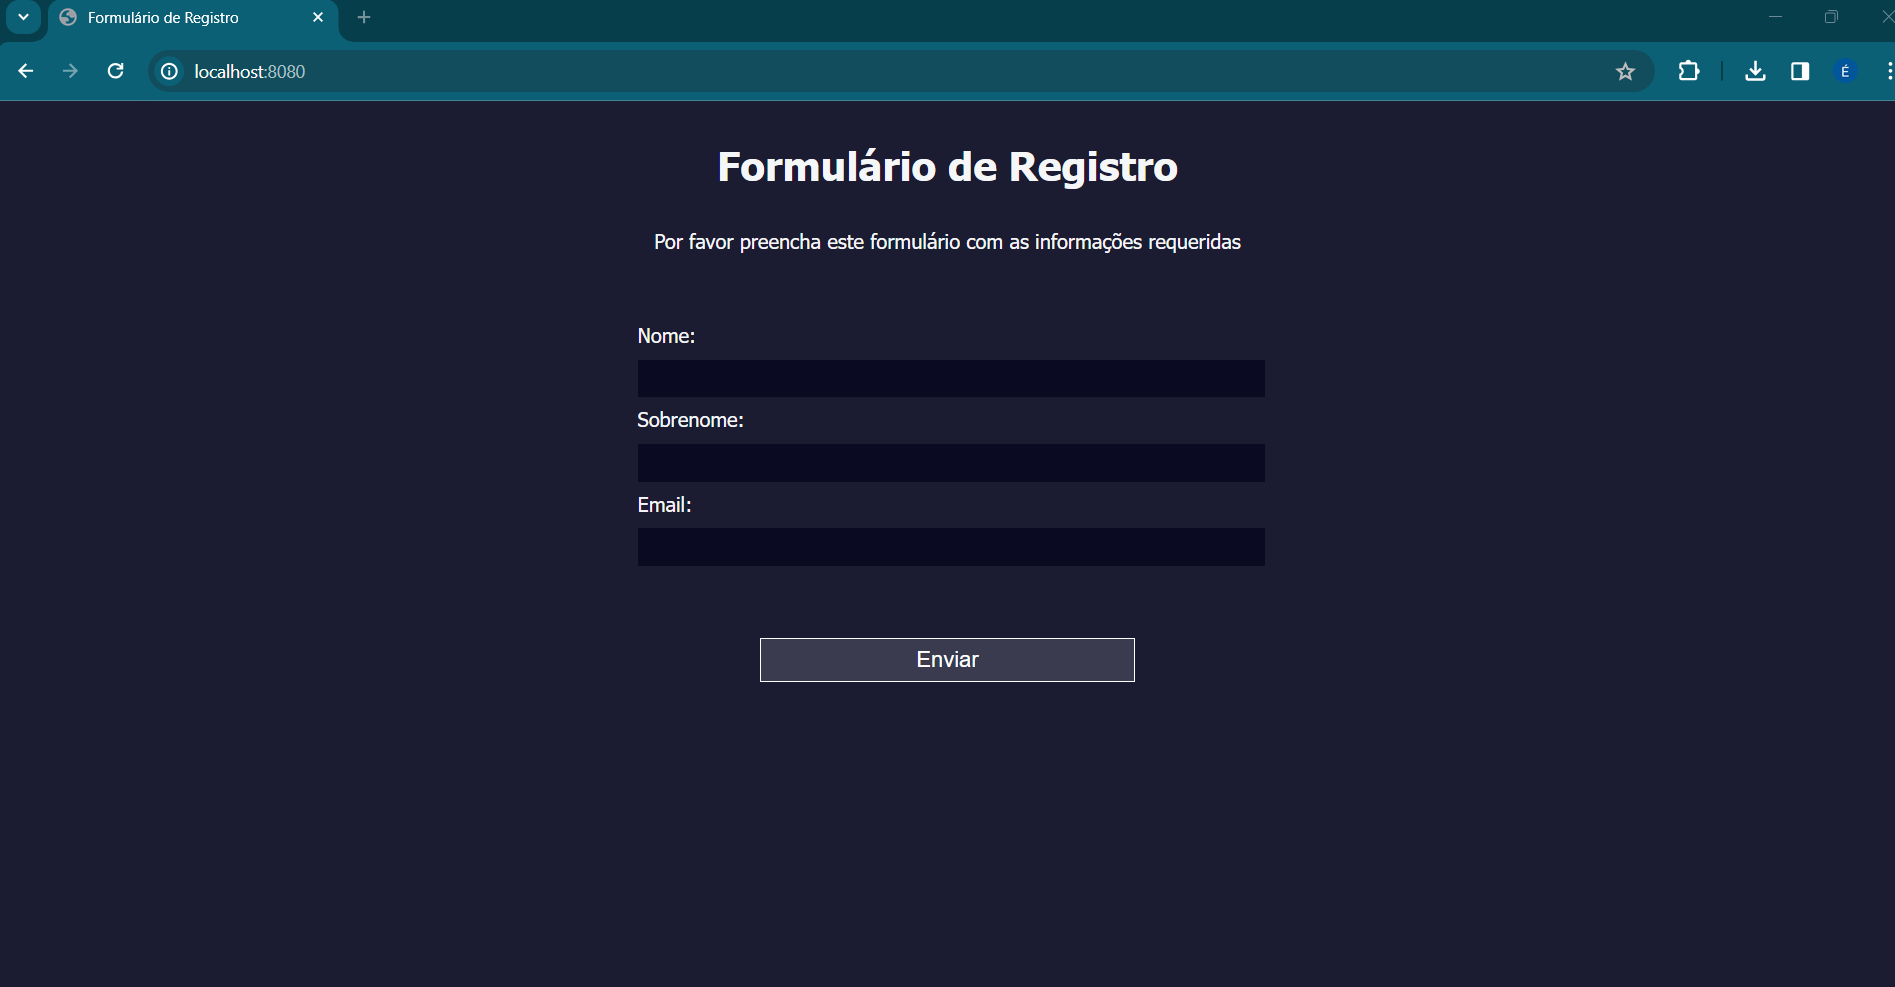 Formulário de Registro
localhost:8080
É
Formulário de Registro
Por favor preencha este formulário com as informações requeridas
Nome:
Sobrenome:
Email:
Enviar